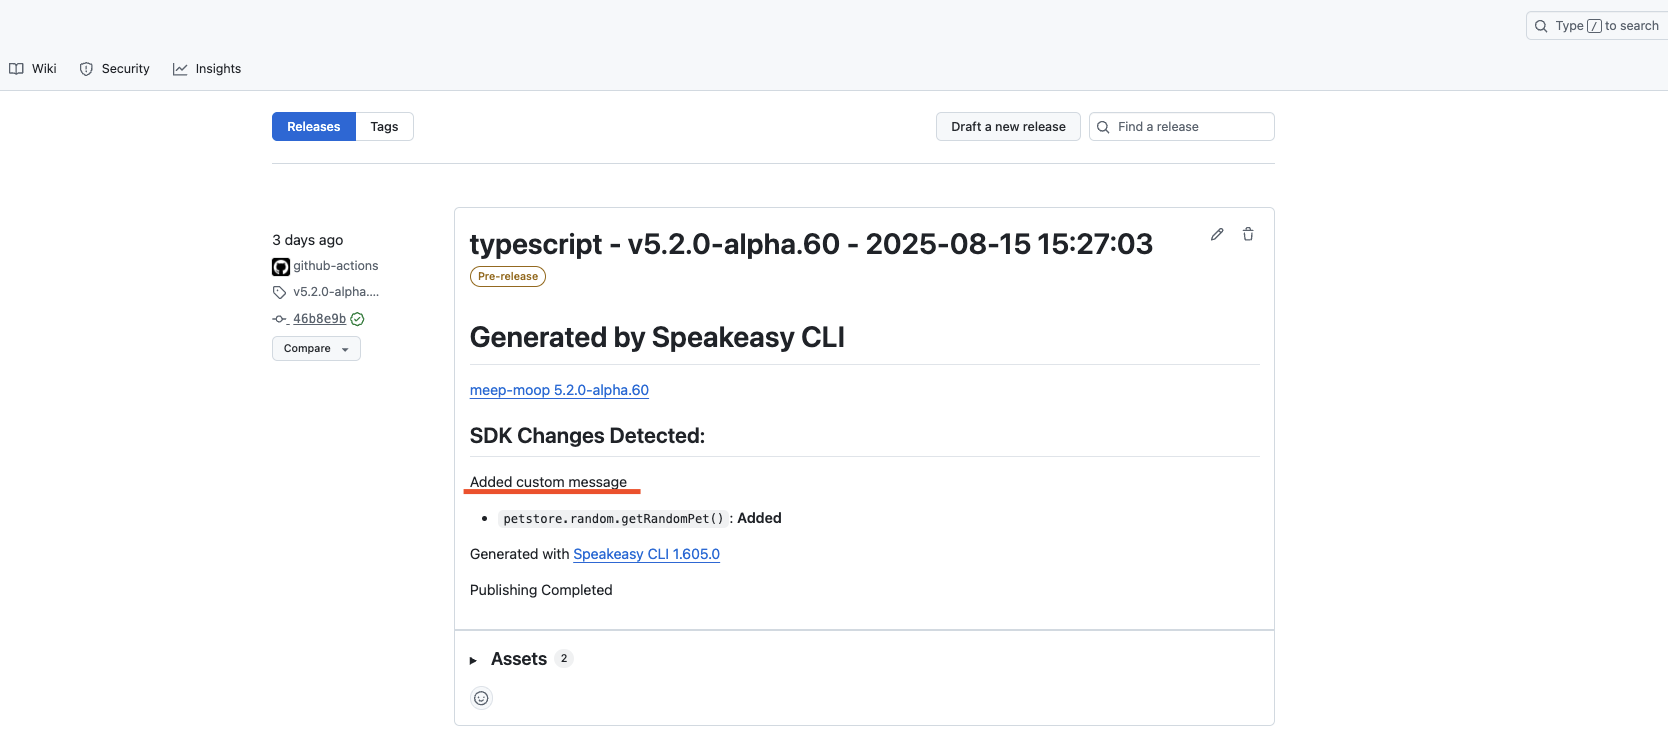 Type / to search
Wiki
Security
Insights
Releases
Tags
Draft a new release
Find a release
3 days ago
github-actions
v5.2.0-alpha....
46b8e9b
Compare
typescript - v5.2.0-alpha.60 - 2025-08-15 15:27:03
Pre-release
Generated by Speakeasy CLI
meep-moop 5.2.0-alpha.60
SDK Changes Detected:
Added custom message
• petstore.random.getRandomPet() : Added
Generated with Speakeasy CLI 1.605.0
Publishing Completed
Assets 2